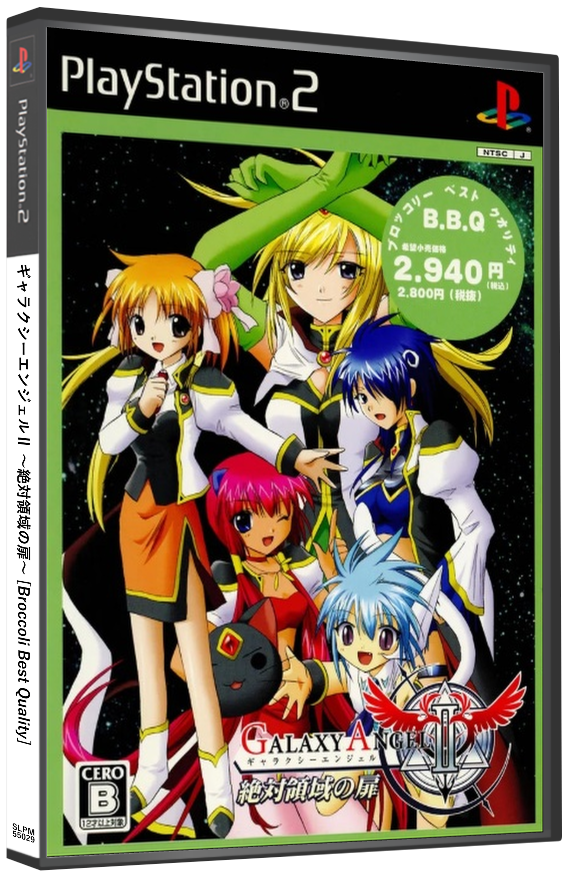 PlayStation®2
NTSC J
ブロッコリー ベスト クオリティ
B.B.Q
希望小売価格
2.940円
(税込)
2.800円(税抜)
GALAXY ANGEL II
ギャラクシーエンジェル
絶対領域の扉
CERO
B
12才以上対象
PlayStation®2
ギャラクシーエンジェルII ～絶対領域の扉～ [Broccoli Best Quality]
SLPM
55029